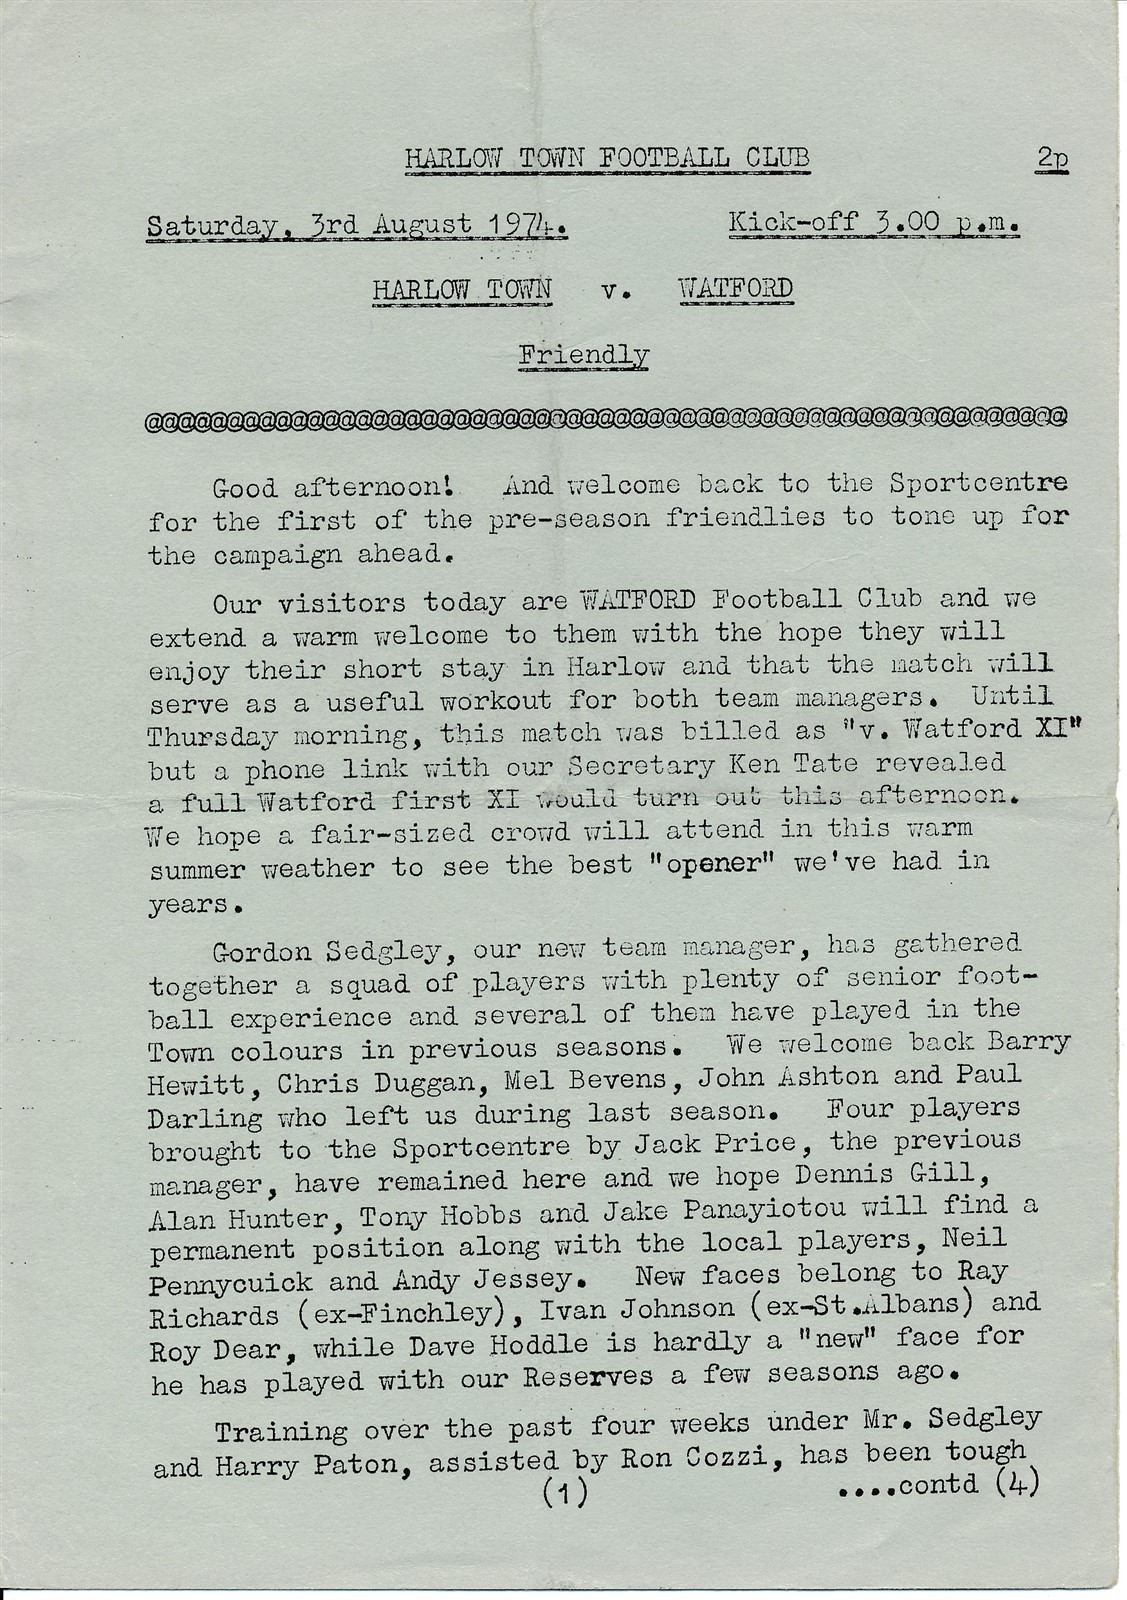 HARLOW TOWN FOOTBALL CLUB 2p
Saturday, 3rd August 1974. Kick-off 3.00 p.m.
HARLOW TOWN v. WATFORD
Friendly
@@@@@@@@@@@@@@@@@@@@@@@@@@@@@@@@@@@@@@@@@@@@@@@@@@@@@@@@@
Good afternoon! And welcome back to the Sportcentre
for the first of the pre-season friendlies to tone up for
the campaign ahead.
Our visitors today are WATFORD Football Club and we
extend a warm welcome to them with the hope they will
enjoy their short stay in Harlow and that the match will
serve as a useful workout for both team managers. Until
Thursday morning, this match was billed as "v. Watford XI"
but a phone link with our Secretary Ken Tate revealed
a full Watford first XI would turn out this afternoon.
We hope a fair-sized crowd will attend in this warm
summer weather to see the best "opener" we've had in
years.
Gordon Sedgley, our new team manager, has gathered
together a squad of players with plenty of senior foot-
ball experience and several of them have played in the
Town colours in previous seasons. We welcome back Barry
Hewitt, Chris Duggan, Mel Bevens, John Ashton and Paul
Darling who left us during last season. Four players
brought to the Sportcentre by Jack Price, the previous
manager, have remained here and we hope Dennis Gill,
Alan Hunter, Tony Hobbs and Jake Panayiotou will find a
permanent position along with the local players, Neil
Pennycuick and Andy Jessey. New faces belong to Ray
Richards (ex-Finchley), Ivan Johnson (ex-St.Albans) and
Roy Dear, while Dave Hoddle is hardly a "new" face for
he has played with our Reserves a few seasons ago.
Training over the past four weeks under Mr. Sedgley
and Harry Paton, assisted by Ron Cozzi, has been tough
(1) ....contd (4)